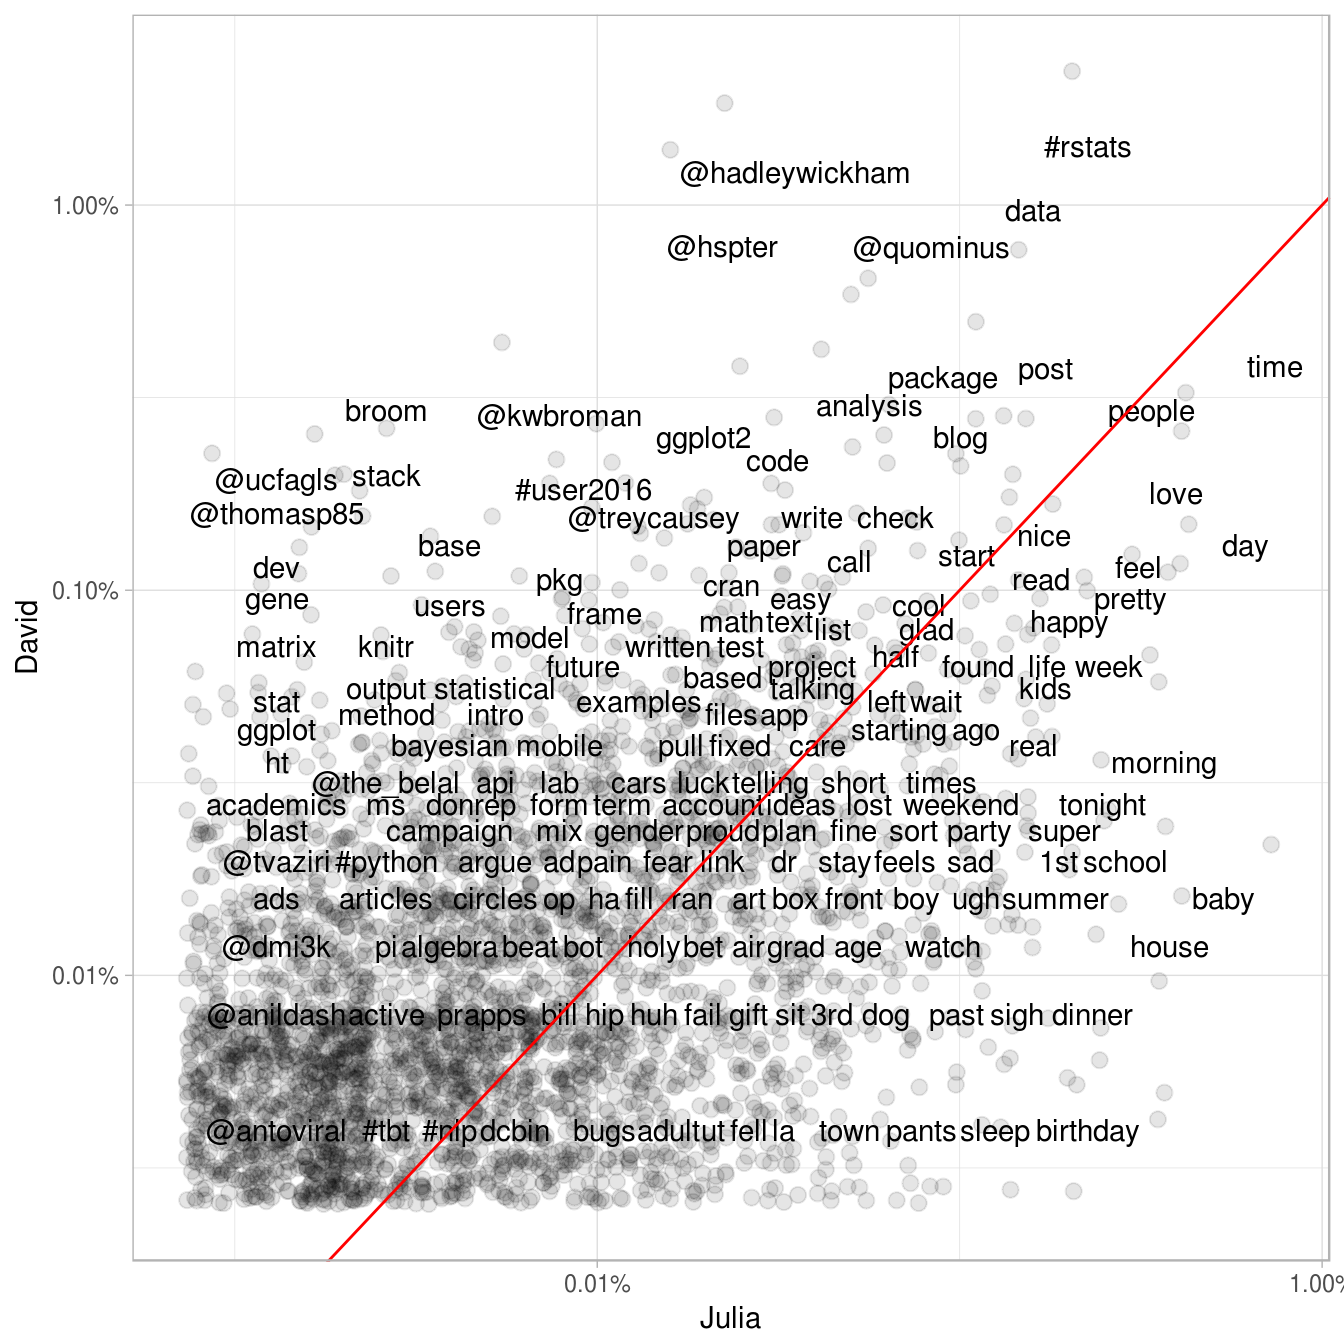 #rstats
@hadleywickham
1.00%
data
@hspter @quominus
time
post
package
analysis
broom @kwbroman people
ggplot2 blog
code
@ucfagls stack
#user2016 love
@thomasp85 @treycausey write check
nice
base paper day
start
dev call feel
pkg cran read
0.10%
gene users easy cool pretty
frame math text list glad happy
matrix knitr model written test
half
future based project found life week
output statistical talking kids
stat examples left wait
method intro files app
ggplot starting ago
bayesian mobile pull fixed care real
ht morning
@the_belal api lab cars luck telling short times
academics ms donrep form term account ideas lost weekend tonight
blast campaign mix gender proud plan fine sort party super
@tvaziri #python argue ad pain fear link dr stay feels sad 1st school
ads articles circles op ha fill ran art box front boy ugh summer baby
@dmi3k pi algebra beat bot holy bet air grad age watch house
0.01%
@anildash active pr apps bill hip huh fail gift sit 3rd dog past sigh dinner
@antoviral #tbt #nlp dcbin bugs adult ut fell la town pants sleep birthday
David
0.01% 1.00%
Julia